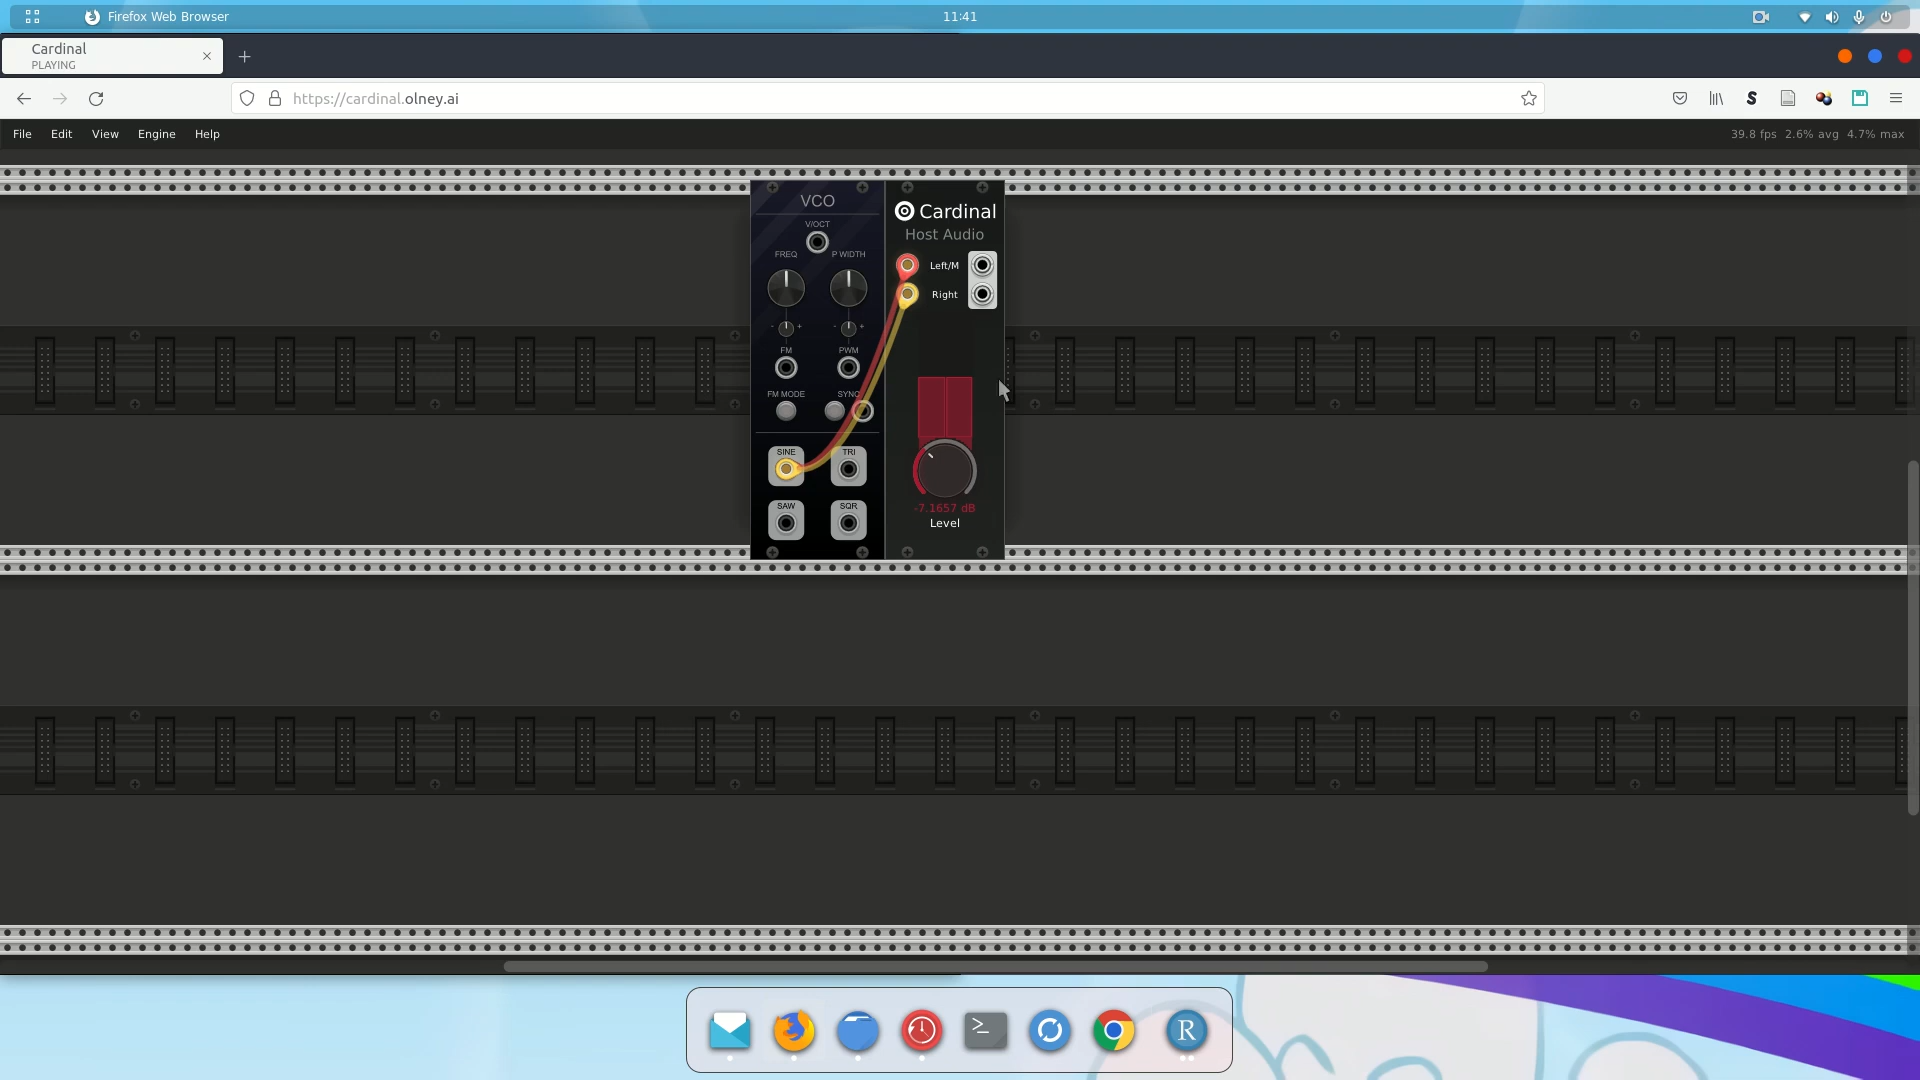 Firefox Web Browser
11:41
Cardinal
PLAYING
https://cardinal.olney.ai
File Edit View Engine Help
39.8 fps 2.6% avg 4.7% max
VCO
V/OCT
FREQ P WIDTH
- + - +
FM PWM
FM MODE SYNC
SINE TRI
SAW SQR
Cardinal
Host Audio
Left/M
Right
-7.1657 dB
Level
S
>_
R